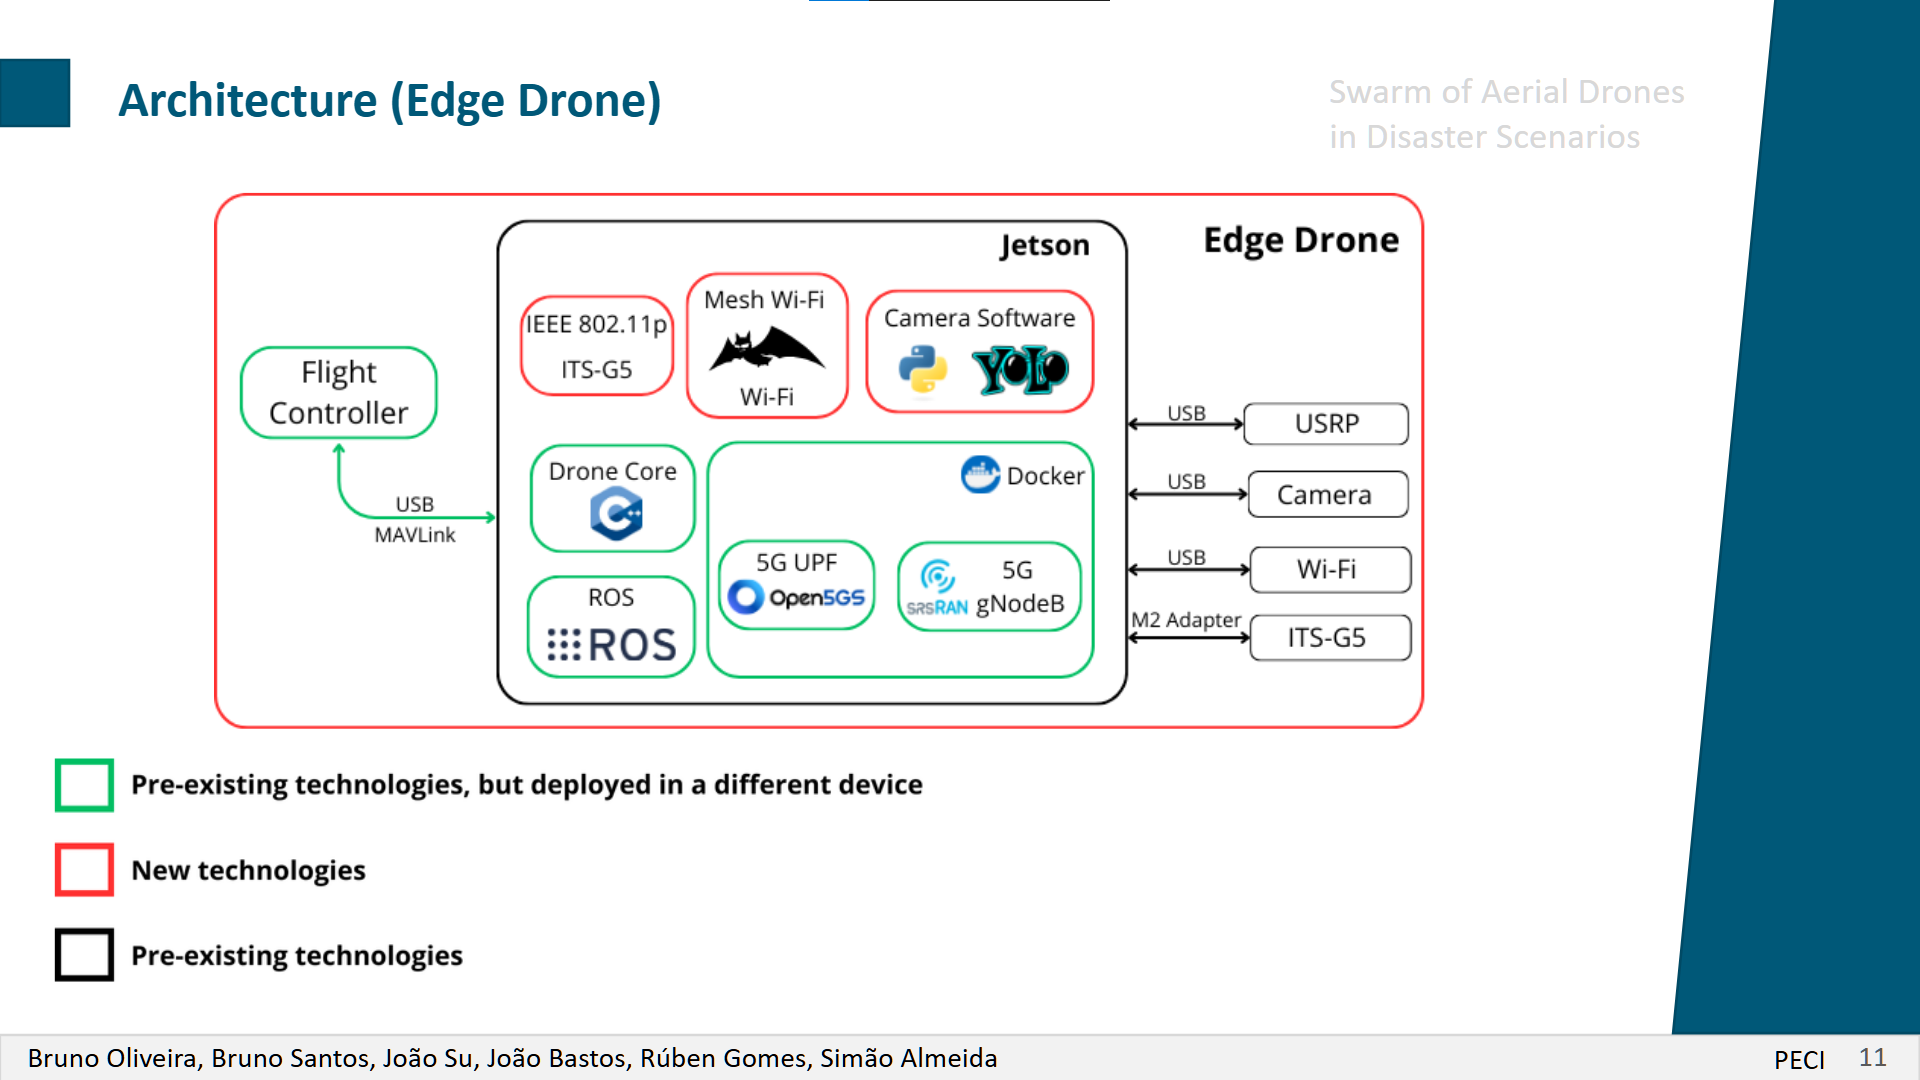 Architecture (Edge Drone)
Swarm of Aerial Drones
in Disaster Scenarios
Edge Drone
Jetson
Flight
Controller
USB
MAVLink
IEEE 802.11p
ITS-G5
Mesh Wi-Fi
Wi-Fi
Camera Software
YOLO
Drone Core
C++
ROS
ROS
Docker
5G UPF
Open5GS
srsRAN
5G
gNodeB
USB
USRP
USB
Camera
USB
Wi-Fi
M2 Adapter
ITS-G5
Pre-existing technologies, but deployed in a different device
New technologies
Pre-existing technologies
Bruno Oliveira, Bruno Santos, João Su, João Bastos, Rúben Gomes, Simão Almeida
PECI 11